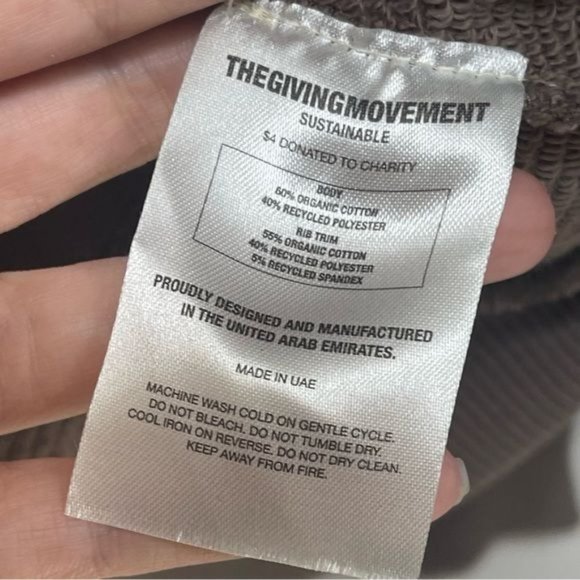 THEGIVINGMOVEMENT
SUSTAINABLE
$4 DONATED TO CHARITY
BODY
60% ORGANIC COTTON
40% RECYCLED POLYESTER
RIB TRIM
55% ORGANIC COTTON
40% RECYCLED POLYESTER
5% RECYCLED SPANDEX
PROUDLY DESIGNED AND MANUFACTURED
IN THE UNITED ARAB EMIRATES.
MADE IN UAE
MACHINE WASH COLD ON GENTLE CYCLE.
DO NOT BLEACH. DO NOT TUMBLE DRY.
COOL IRON ON REVERSE. DO NOT DRY CLEAN.
KEEP AWAY FROM FIRE.